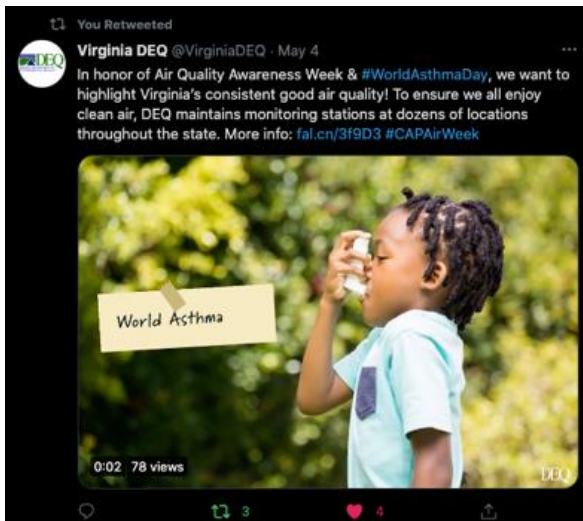 You Retweeted
DEQ
Virginia DEQ @VirginiaDEQ · May 4
In honor of Air Quality Awareness Week & #WorldAsthmaDay, we want to
highlight Virginia's consistent good air quality! To ensure we all enjoy
clean air, DEQ maintains monitoring stations at dozens of locations
throughout the state. More info: fal.cn/3f9D3 #CAPAirWeek
World Asthma
0:02 78 views
DEQ
3 4